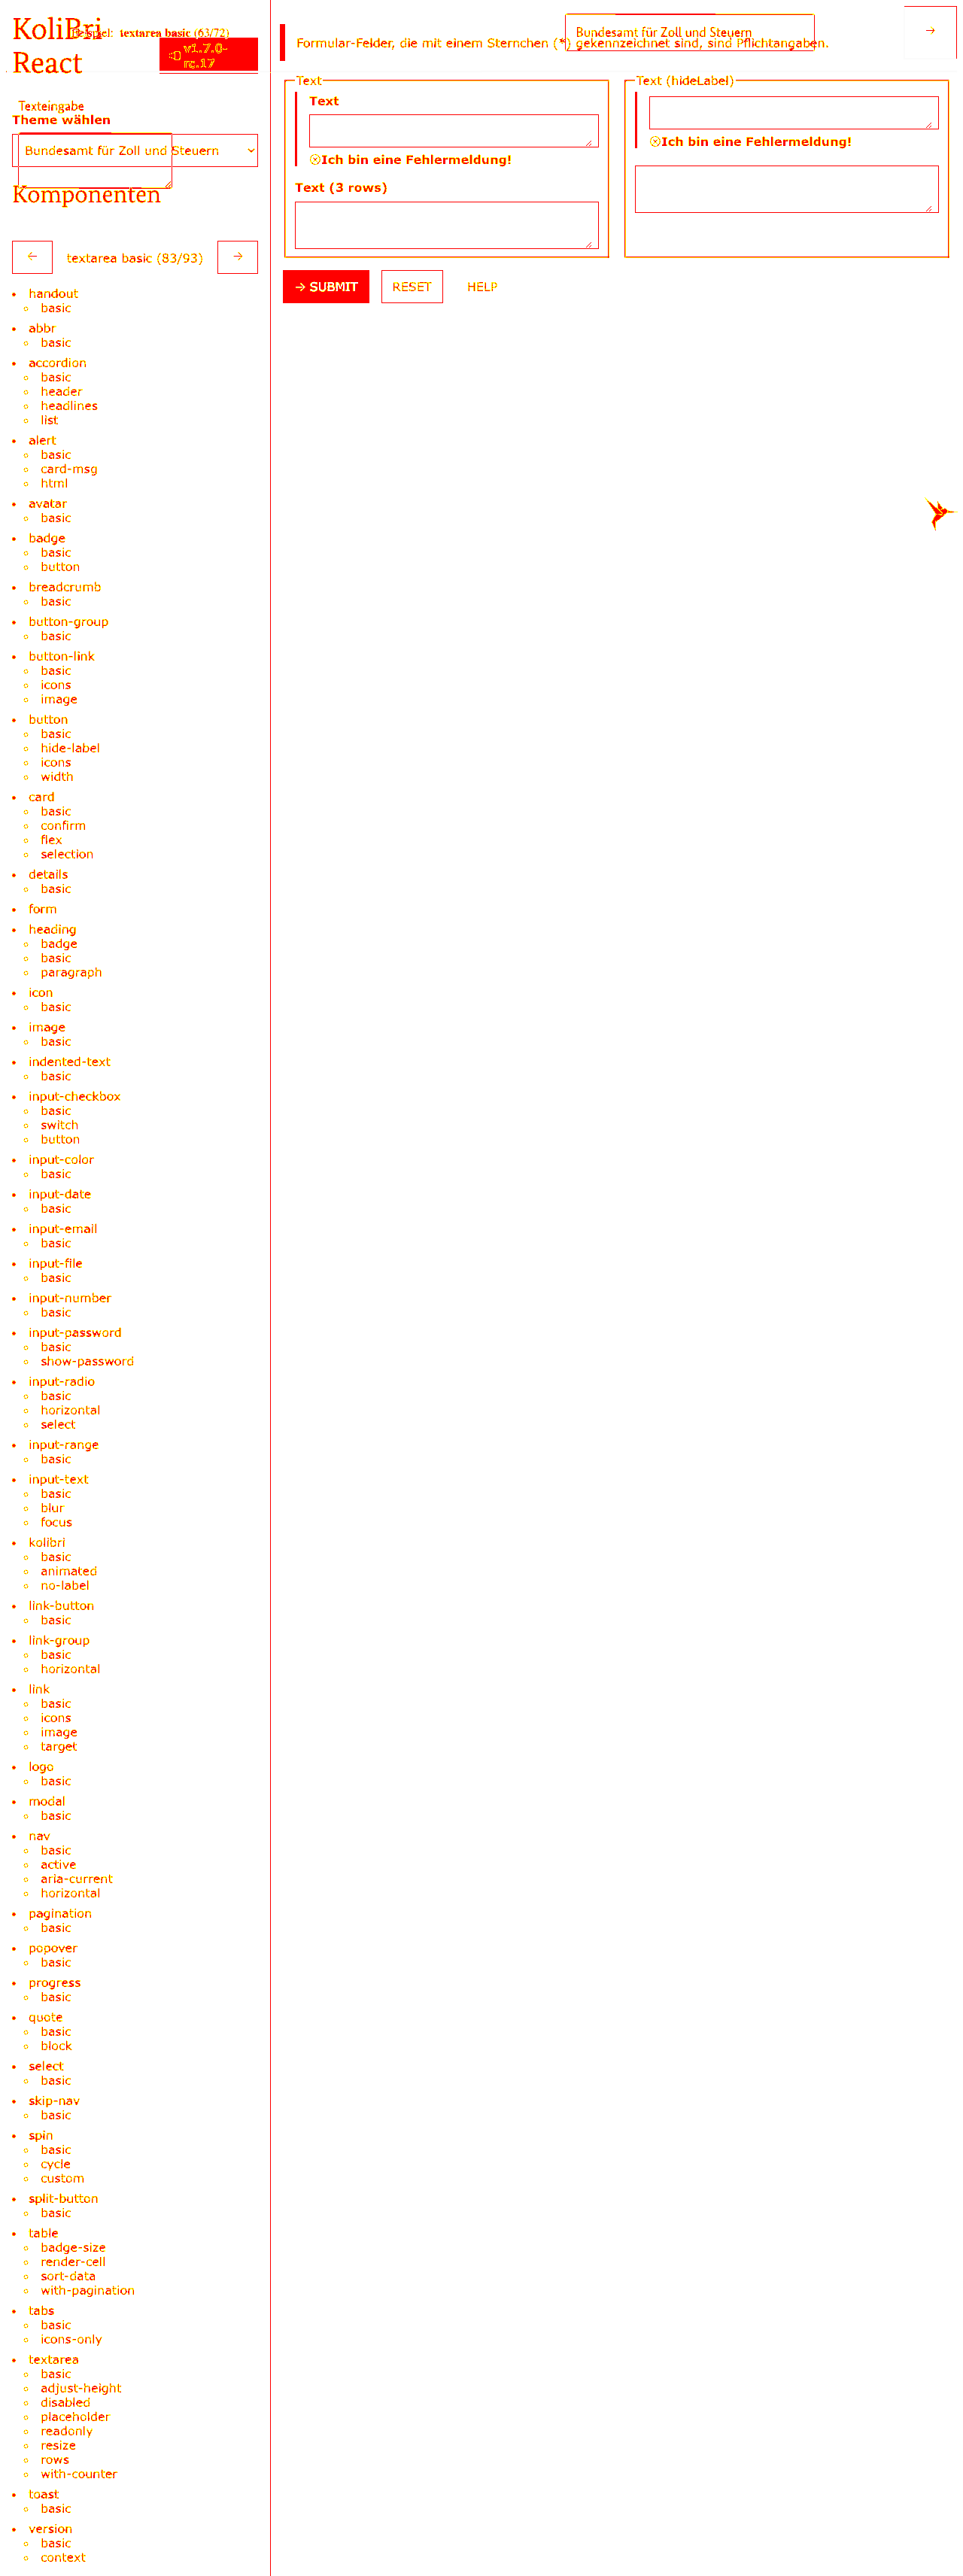 KoliBri
React
Beispiel: textarea basic (63/72)
v1.7.0-
rc.17
Texteingabe
Theme wählen
Bundesamt für Zoll und Steuern
Komponenten
← textarea basic (83/93) →
handout
basic
abbr
basic
accordion
basic
header
headlines
list
alert
basic
card-msg
html
avatar
basic
badge
basic
button
breadcrumb
basic
button-group
basic
button-link
basic
icons
image
button
basic
hide-label
icons
width
card
basic
confirm
flex
selection
details
basic
form
heading
badge
basic
paragraph
icon
basic
image
basic
indented-text
basic
input-checkbox
basic
switch
button
input-color
basic
input-date
basic
input-email
basic
input-file
basic
input-number
basic
input-password
basic
show-password
input-radio
basic
horizontal
select
input-range
basic
input-text
basic
blur
focus
kolibri
basic
animated
no-label
link-button
basic
link-group
basic
horizontal
link
basic
icons
image
target
logo
basic
modal
basic
nav
basic
active
aria-current
horizontal
pagination
basic
popover
basic
progress
basic
quote
basic
block
select
basic
skip-nav
basic
spin
basic
cycle
custom
split-button
basic
table
badge-size
render-cell
sort-data
with-pagination
tabs
basic
icons-only
textarea
basic
adjust-height
disabled
placeholder
readonly
resize
rows
with-counter
toast
basic
version
basic
context
Bundesamt für Zoll und Steuern
→
Formular-Felder, die mit einem Sternchen (*) gekennzeichnet sind, sind Pflichtangaben.
Text
Text
Ich bin eine Fehlermeldung!
Text (3 rows)
Text (hideLabel)
Ich bin eine Fehlermeldung!
→ SUBMIT
RESET
HELP